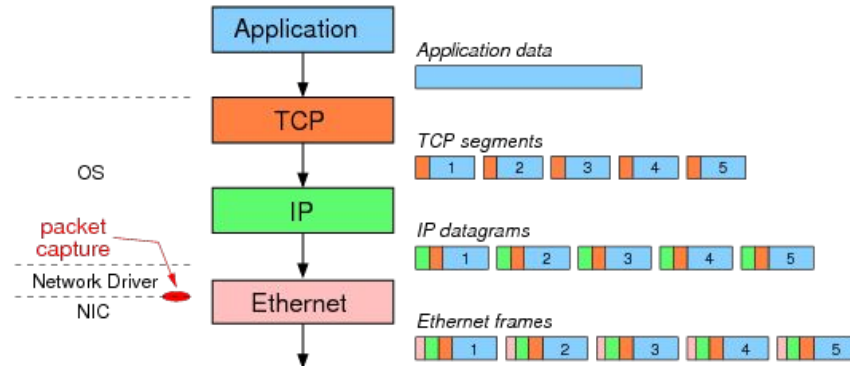 Application
Application data
TCP
TCP segments
1 2 3 4 5
OS
IP
packet
capture
IP datagrams
1 2 3 4 5
Network Driver
Ethernet
NIC
Ethernet frames
1 2 3 4 5